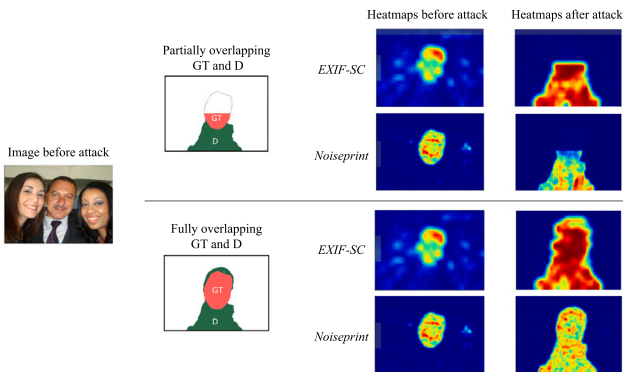 Heatmaps before attack
Heatmaps after attack
Partially overlapping
GT and D
EXIF-SC
GT
D
Noiseprint
Image before attack
Fully overlapping
GT and D
EXIF-SC
GT
D
Noiseprint